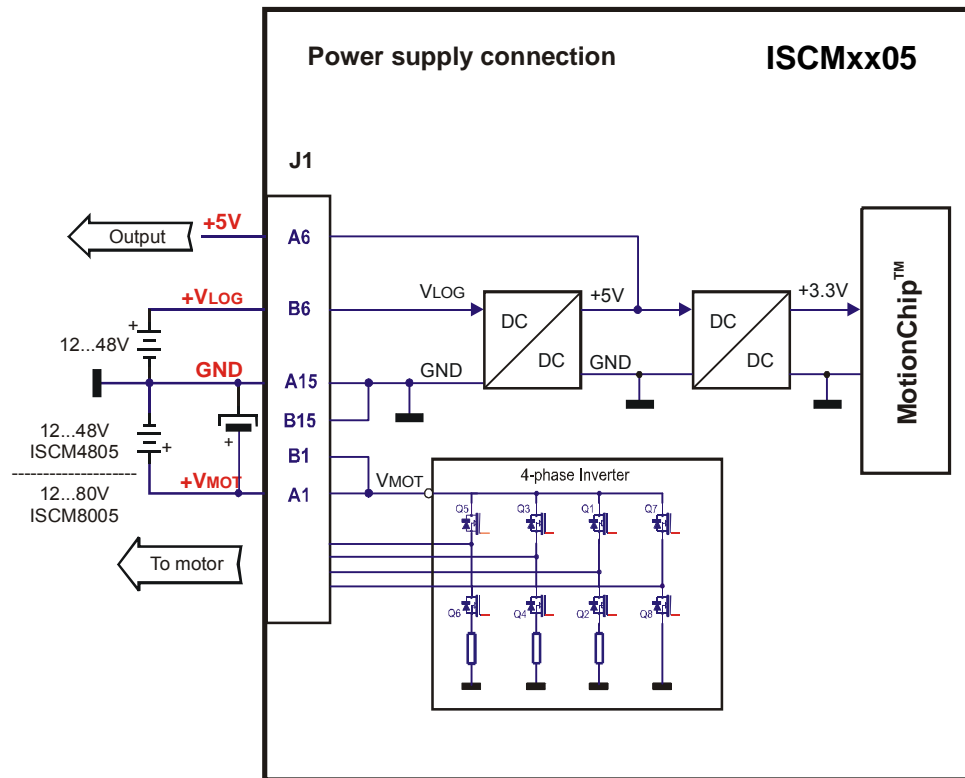 Power supply connection
ISCMxx05
J1
+5V
Output
A6
+VLOG
B6
VLOG
+5V
+3.3V
DC
DC
DC
DC
12...48V
GND
A15
GND
GND
B15
12...48V
ISCM4805
12...80V
ISCM8005
B1
+VMOT
A1
VMOT
4-phase Inverter
Q5
Q3
Q1
Q7
To motor
Q6
Q4
Q2
Q8
MotionChip™